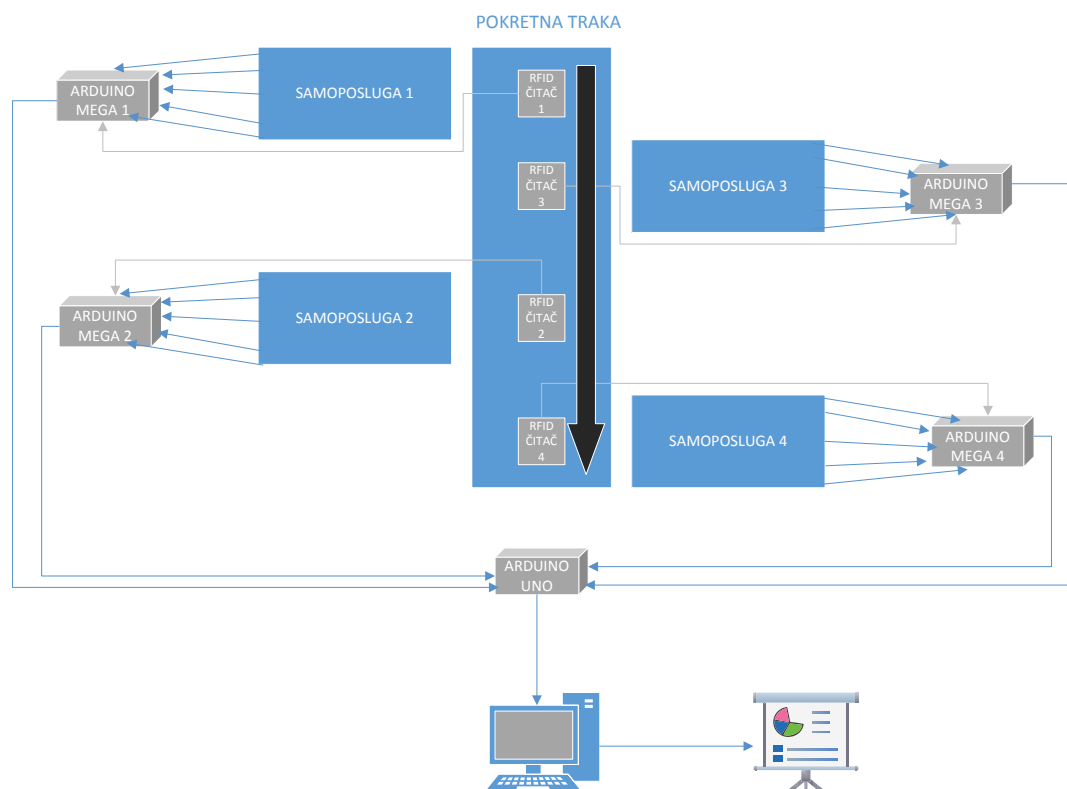 POKRETNA TRAKA
ARDUINO
MEGA 1
SAMOPOSLUGA 1
RFID
ČITAČ
1
RFID
ČITAČ
3
SAMOPOSLUGA 3
ARDUINO
MEGA 3
ARDUINO
MEGA 2
SAMOPOSLUGA 2
RFID
ČITAČ
2
RFID
ČITAČ
4
SAMOPOSLUGA 4
ARDUINO
MEGA 4
ARDUINO
UNO